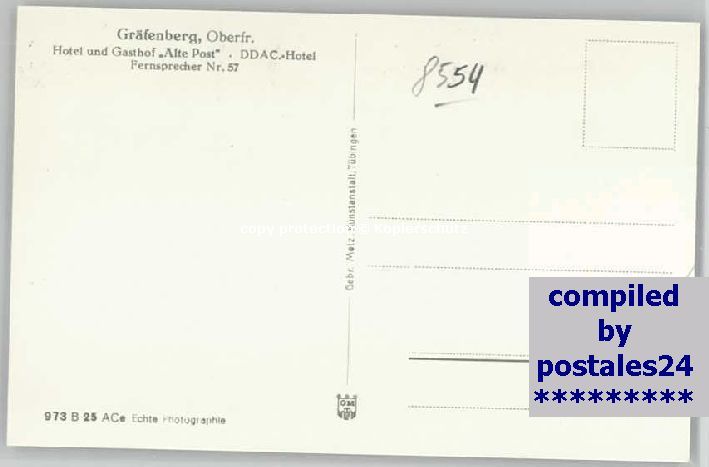 Gräfenberg, Oberfr.
Hotel und Gasthof „Alte Post" . DDAC.-Hotel
Fernsprecher Nr. 57
8554
Gebr. Metz, Kunstanstalt, Tübingen
copy protection & Kopierschutz
compiled
by
postales24
*********
973 B 25 ACe Echte Photographie